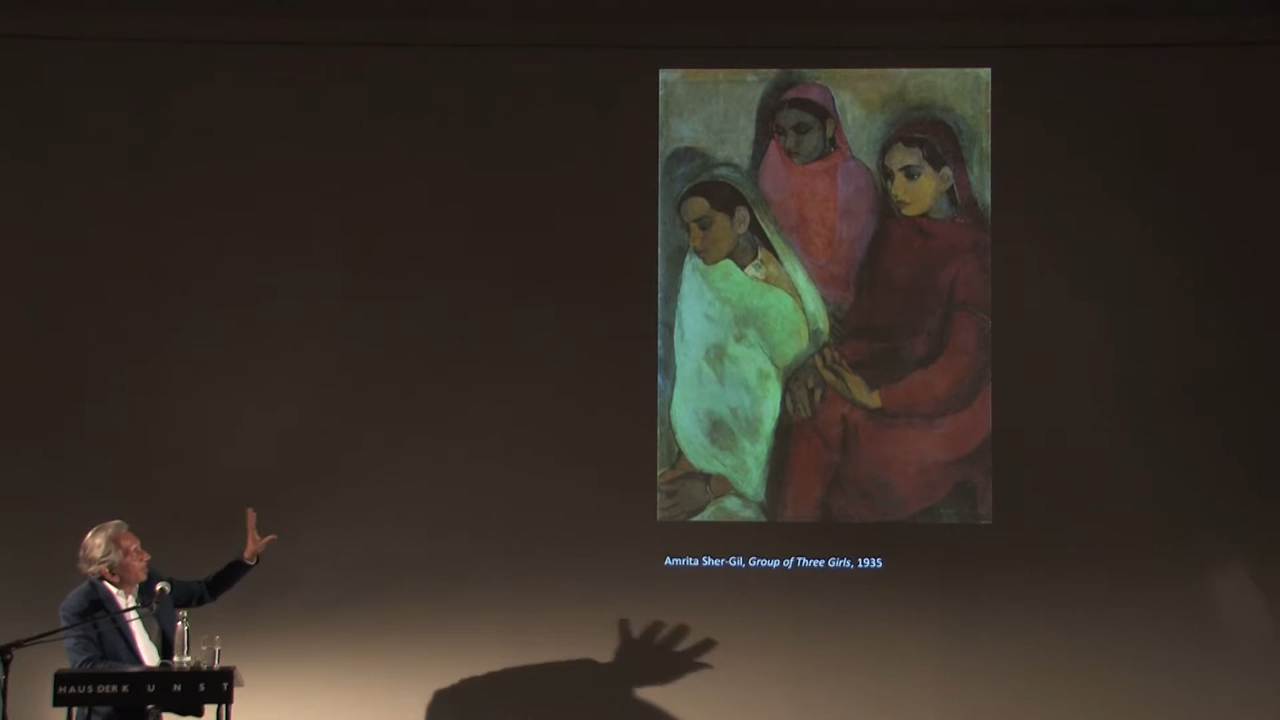 Amrita Sher-Gil, Group of Three Girls, 1935
HAUS DER K U N S T